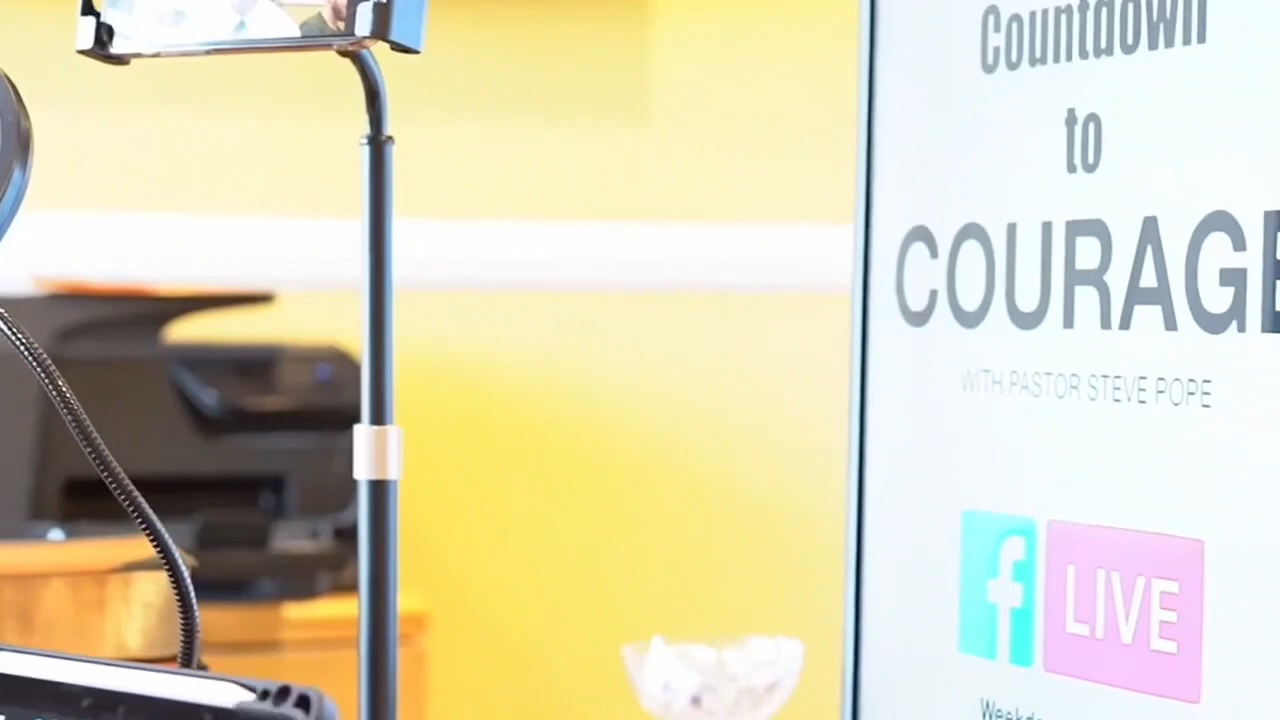 Countdown
to
COURAGE
WITH PASTOR STEVE POPE
f LIVE